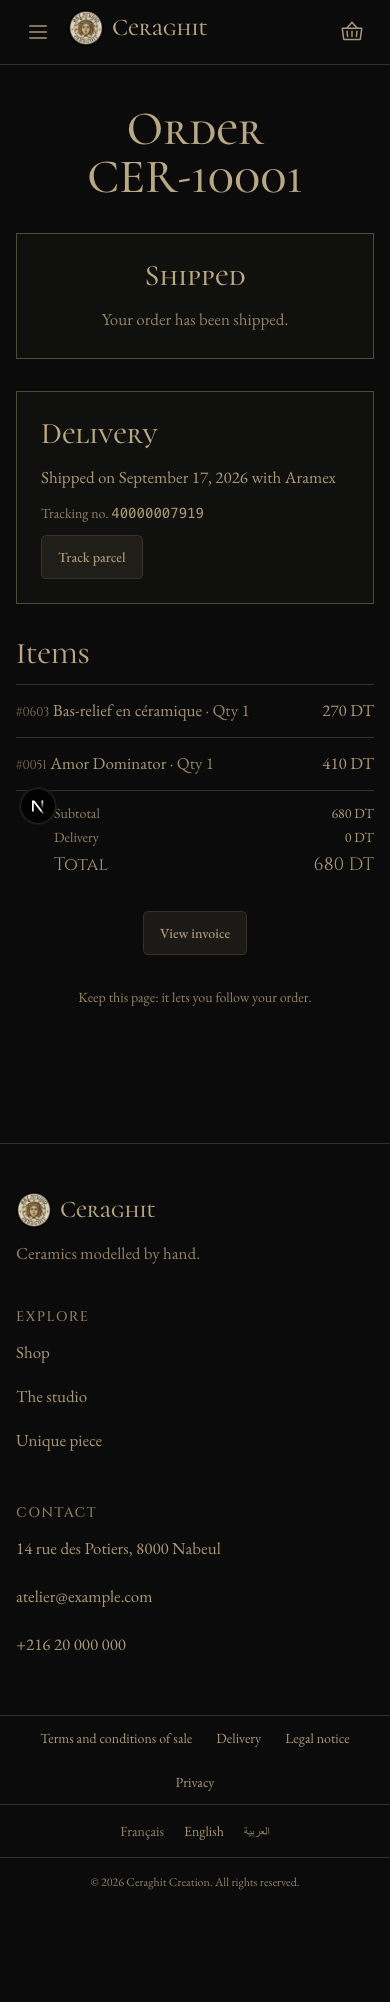 Ceraghit
Order
CER-10001
Shipped
Your order has been shipped.
Delivery
Shipped on September 17, 2026 with Aramex
Tracking no. 40000007919
Track parcel
Items
#0603 Bas-relief en céramique · Qty 1 270 DT
#0051 Amor Dominator · Qty 1 410 DT
N
Subtotal 680 DT
Delivery 0 DT
Total 680 DT
View invoice
Keep this page: it lets you follow your order.
Ceraghit
Ceramics modelled by hand.
EXPLORE
Shop
The studio
Unique piece
CONTACT
14 rue des Potiers, 8000 Nabeul
atelier@example.com
+216 20 000 000
Terms and conditions of sale Delivery Legal notice
Privacy
Français English العربية
© 2026 Ceraghit Creation. All rights reserved.